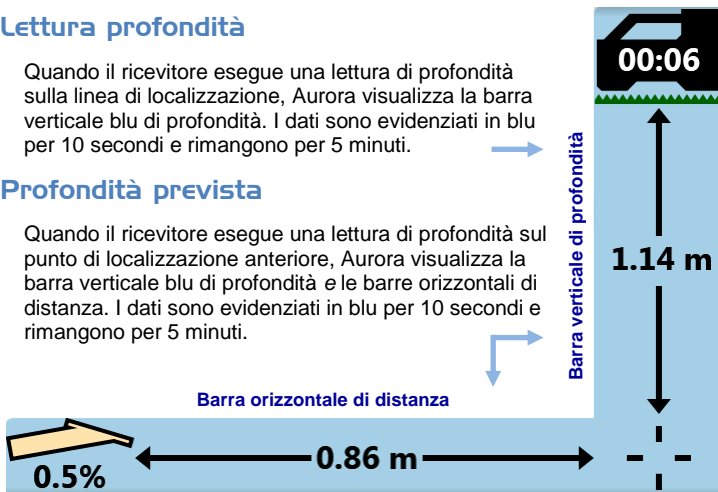 Lettura profondità
Quando il ricevitore esegue una lettura di profondità
sulla linea di localizzazione, Aurora visualizza la barra
verticale blu di profondità. I dati sono evidenziati in blu
per 10 secondi e rimangono per 5 minuti.
Profondità prevista
Quando il ricevitore esegue una lettura di profondità sul
punto di localizzazione anteriore, Aurora visualizza la
barra verticale blu di profondità e le barre orizzontali di
distanza. I dati sono evidenziati in blu per 10 secondi e
rimangono per 5 minuti.
Barra orizzontale di distanza
Barra verticale di profondità
00:06
1.14 m
0.86 m
0.5%